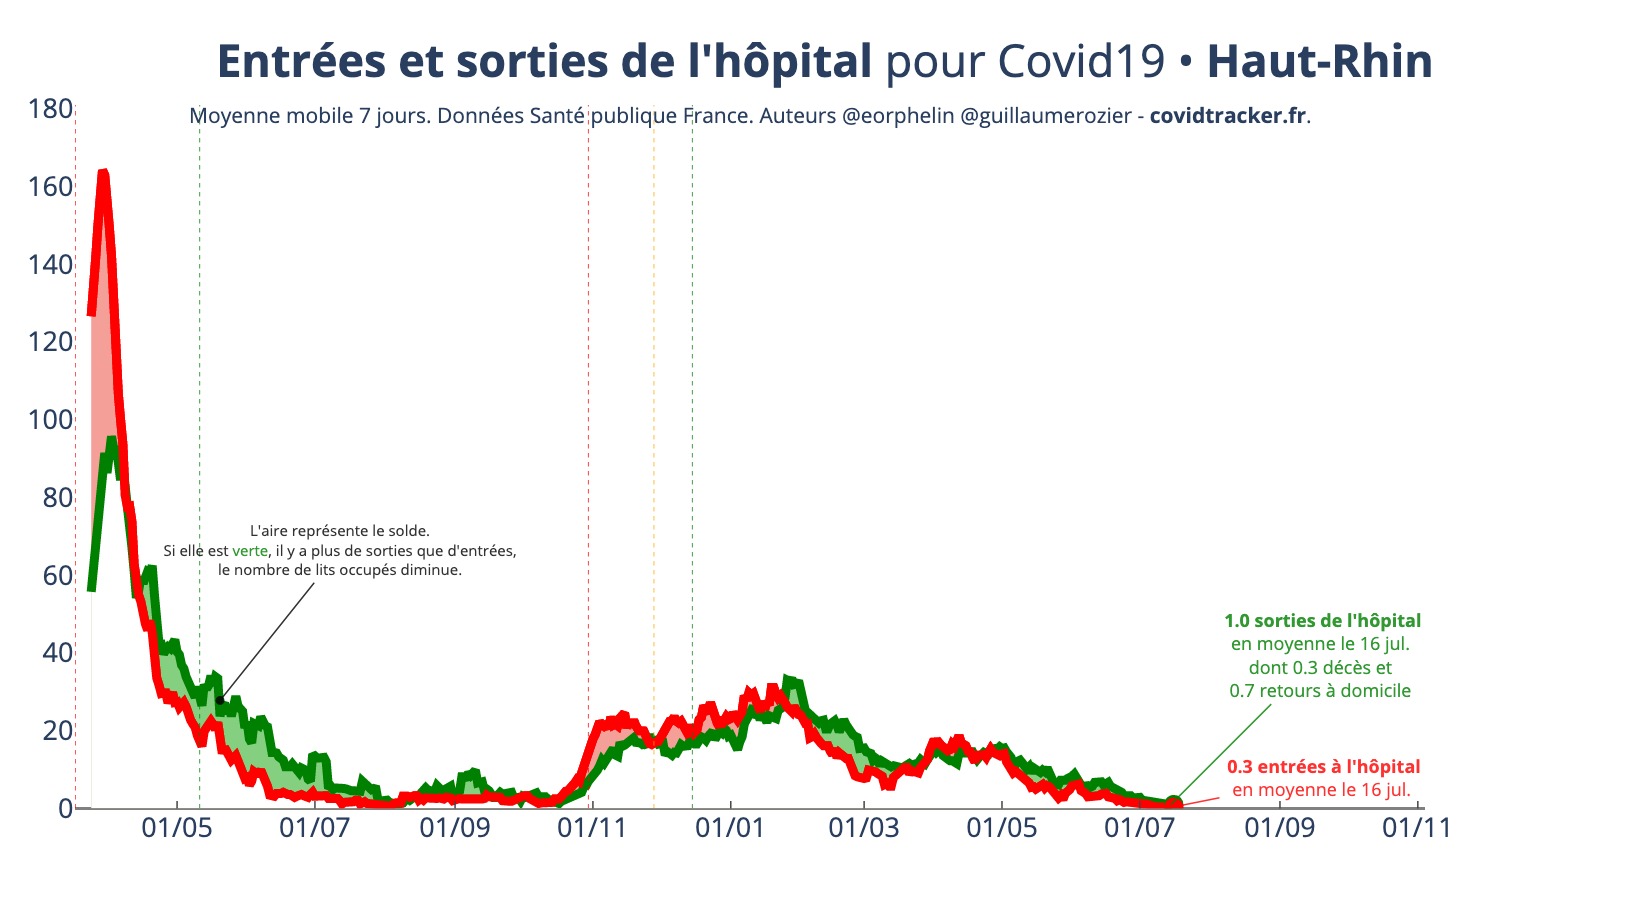 Entrées et sorties de l'hôpital pour Covid19 • Haut-Rhin
Moyenne mobile 7 jours. Données Santé publique France. Auteurs @eorphelin @guillaumerozier - covidtracker.fr.
180
160
140
120
100
80
60
40
20
0
L'aire représente le solde.
Si elle est verte, il y a plus de sorties que d'entrées,
le nombre de lits occupés diminue.
1.0 sorties de l'hôpital
en moyenne le 16 jul.
dont 0.3 décès et
0.7 retours à domicile
0.3 entrées à l'hôpital
en moyenne le 16 jul.
01/05 01/07 01/09 01/11 01/01 01/03 01/05 01/07 01/09 01/11